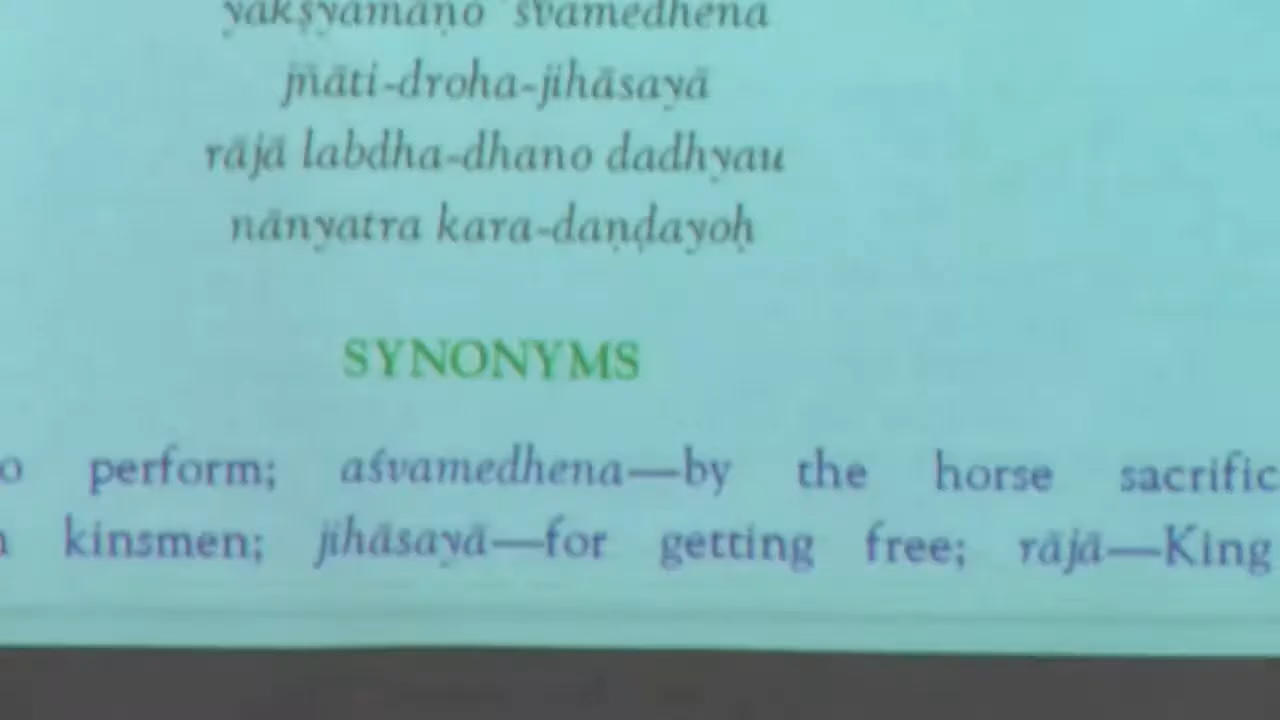 yakṣyamāṇo 'śvamedhena
jñāti-droha-jihāsayā
rājā labdha-dhano dadhyau
nānyatra kara-daṇḍayoḥ
SYNONYMS
o perform; aśvamedhena—by the horse sacrific
kinsmen; jihāsayā—for getting free; rājā—King